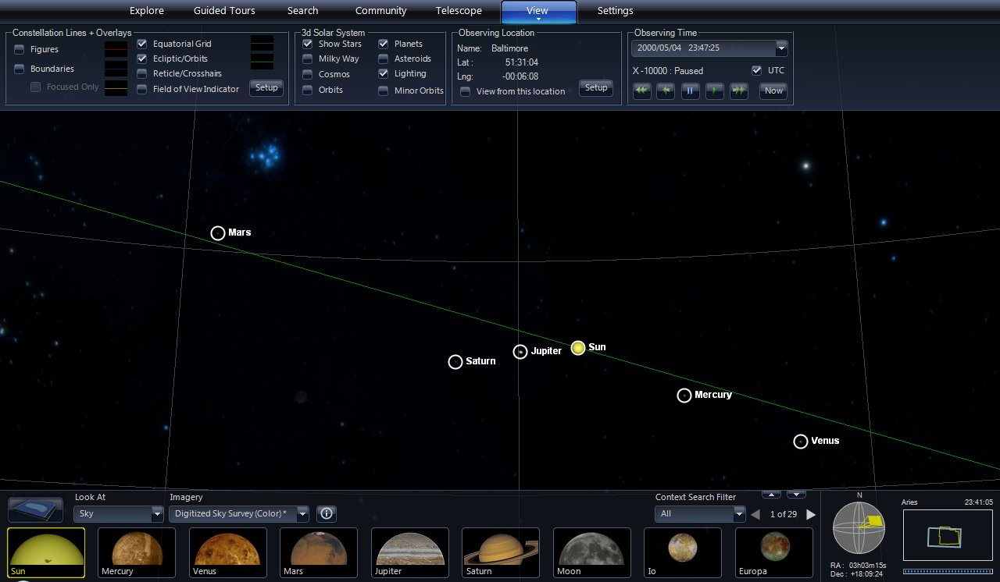 Explore Guided Tours Search Community Telescope View Settings
Constellation Lines + Overlays
Figures
Boundaries
Focused Only
Equatorial Grid
Ecliptic/Orbits
Reticle/Crosshairs
Field of View Indicator
Setup
3d Solar System
Show Stars
Milky Way
Cosmos
Orbits
Planets
Asteroids
Lighting
Minor Orbits
Observing Location
Name: Baltimore
Lat : 51:31:04
Lng: -00:06:08
View from this location
Setup
Observing Time
2000/05/04 23:47:25
X -10000 : Paused
UTC
Now
Mars
Saturn
Jupiter
Sun
Mercury
Venus
Look At
Sky
Imagery
Digitized Sky Survey (Color) *
Context Search Filter
All
1 of 29
Sun
Mercury
Venus
Mars
Jupiter
Saturn
Moon
Io
Europa
N
RA : 03h03m15s
Dec : +18:09:24
Aries 23:41:05